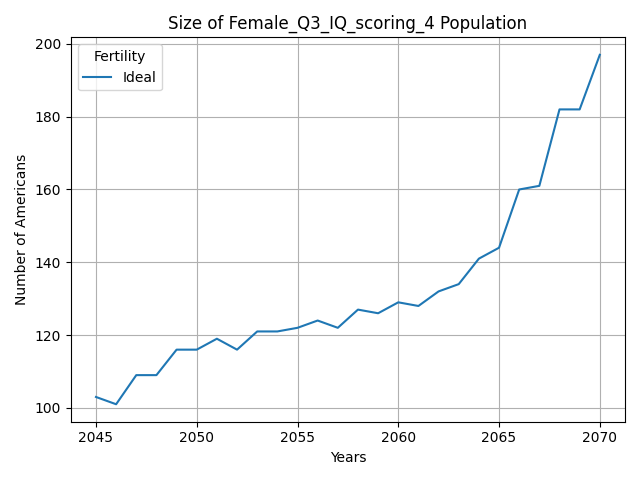 Size of Female_Q3_IQ_scoring_4 Population
Fertility
Ideal
Number of Americans
200
180
160
140
120
100
2045
2050
2055
2060
2065
2070
Years